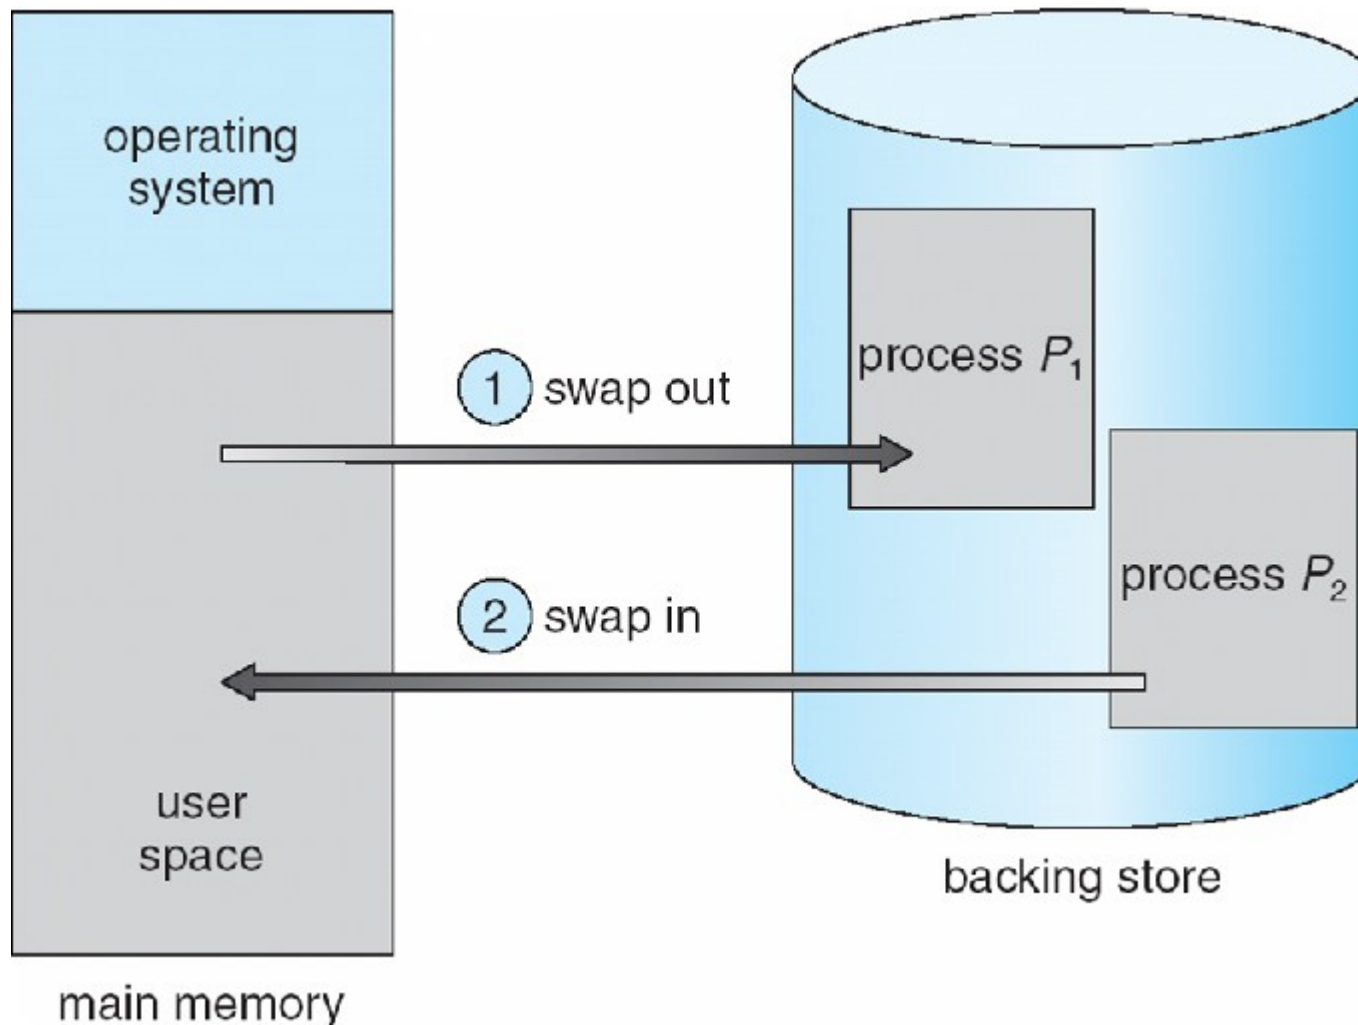 operating
system
1 swap out
process P₁
process P₂
2 swap in
user
space
backing store
main memory